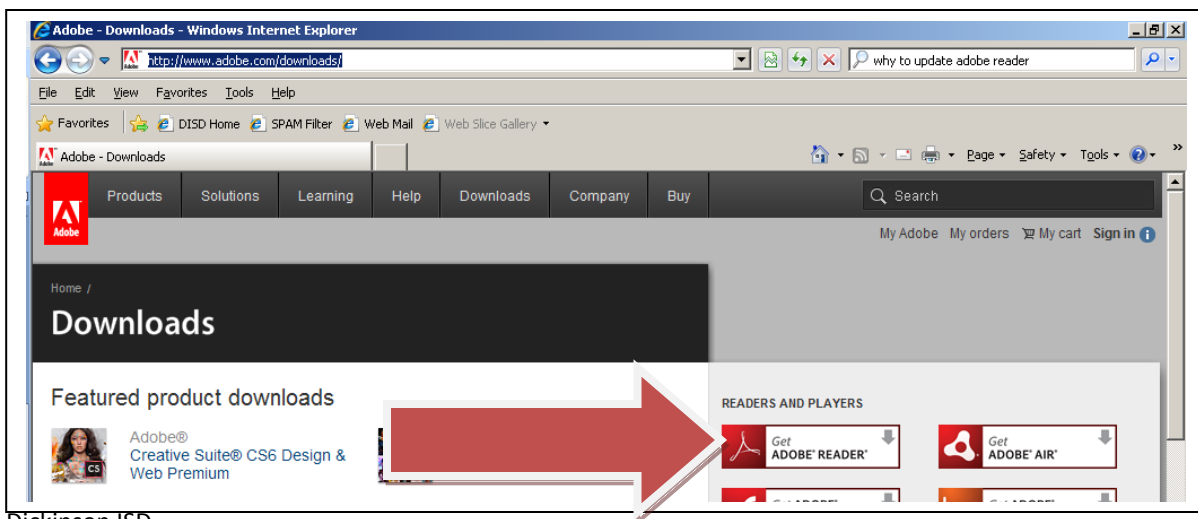 Adobe - Downloads - Windows Internet Explorer
http://www.adobe.com/downloads/
why to update adobe reader
File Edit View Favorites Tools Help
Favorites DISD Home SPAM Filter Web Mail Web Slice Gallery
Adobe - Downloads
Page Safety Tools »
Adobe
Products Solutions Learning Help Downloads Company Buy
Search
My Adobe My orders My cart Sign in
Home /
Downloads
Featured product downloads
Adobe®
Creative Suite® CS6 Design &
Web Premium
CS
READERS AND PLAYERS
Get
ADOBE® READER®
Get
ADOBE® AIR®
Dickinson ISD